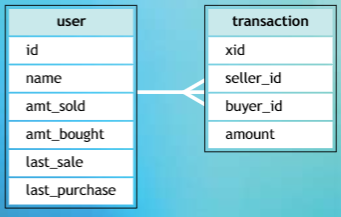 user
id
name
amt_sold
amt_bought
last_sale
last_purchase
transaction
xid
seller_id
buyer_id
amount